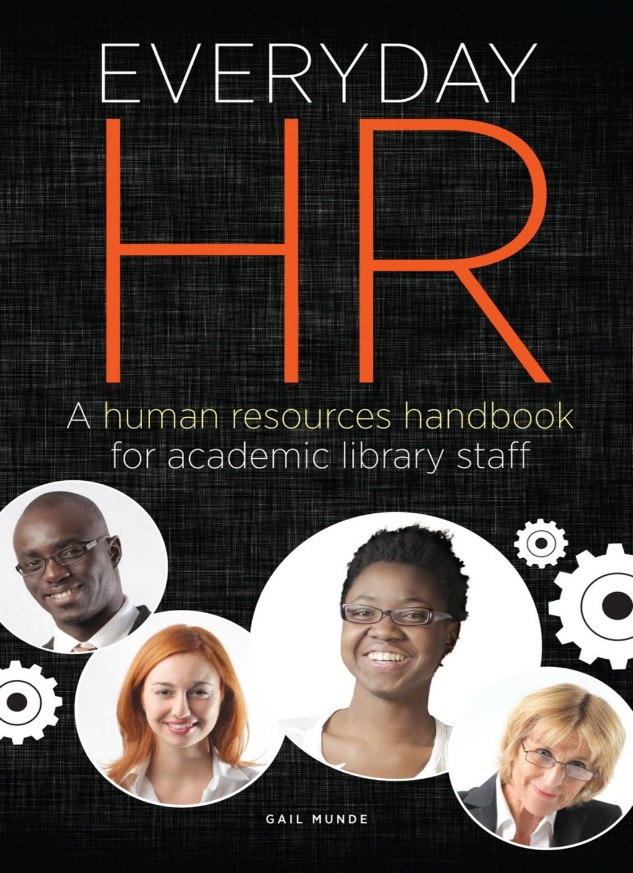 EVERYDAY
HR
A human resources handbook
for academic library staff
GAIL MUNDE